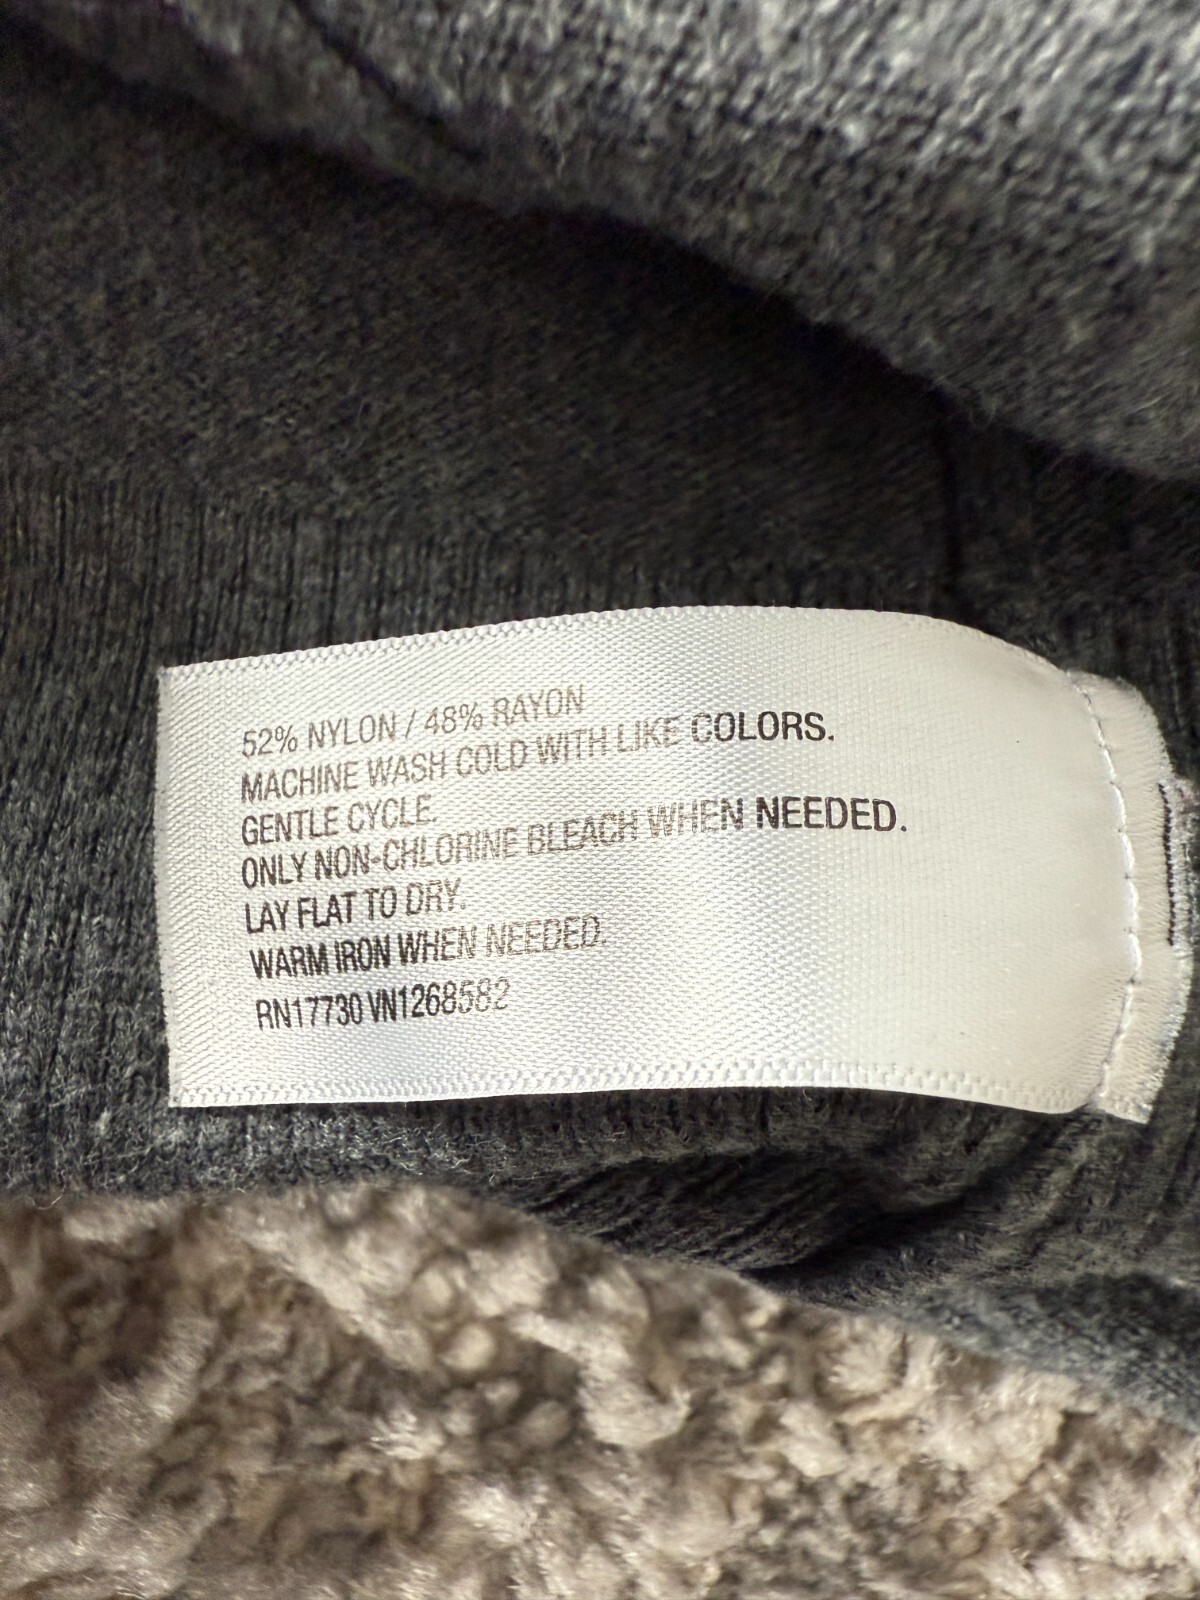 52% NYLON / 48% RAYON
MACHINE WASH COLD WITH LIKE COLORS.
GENTLE CYCLE.
ONLY NON-CHLORINE BLEACH WHEN NEEDED.
LAY FLAT TO DRY.
WARM IRON WHEN NEEDED.
RN17730 VN1268582